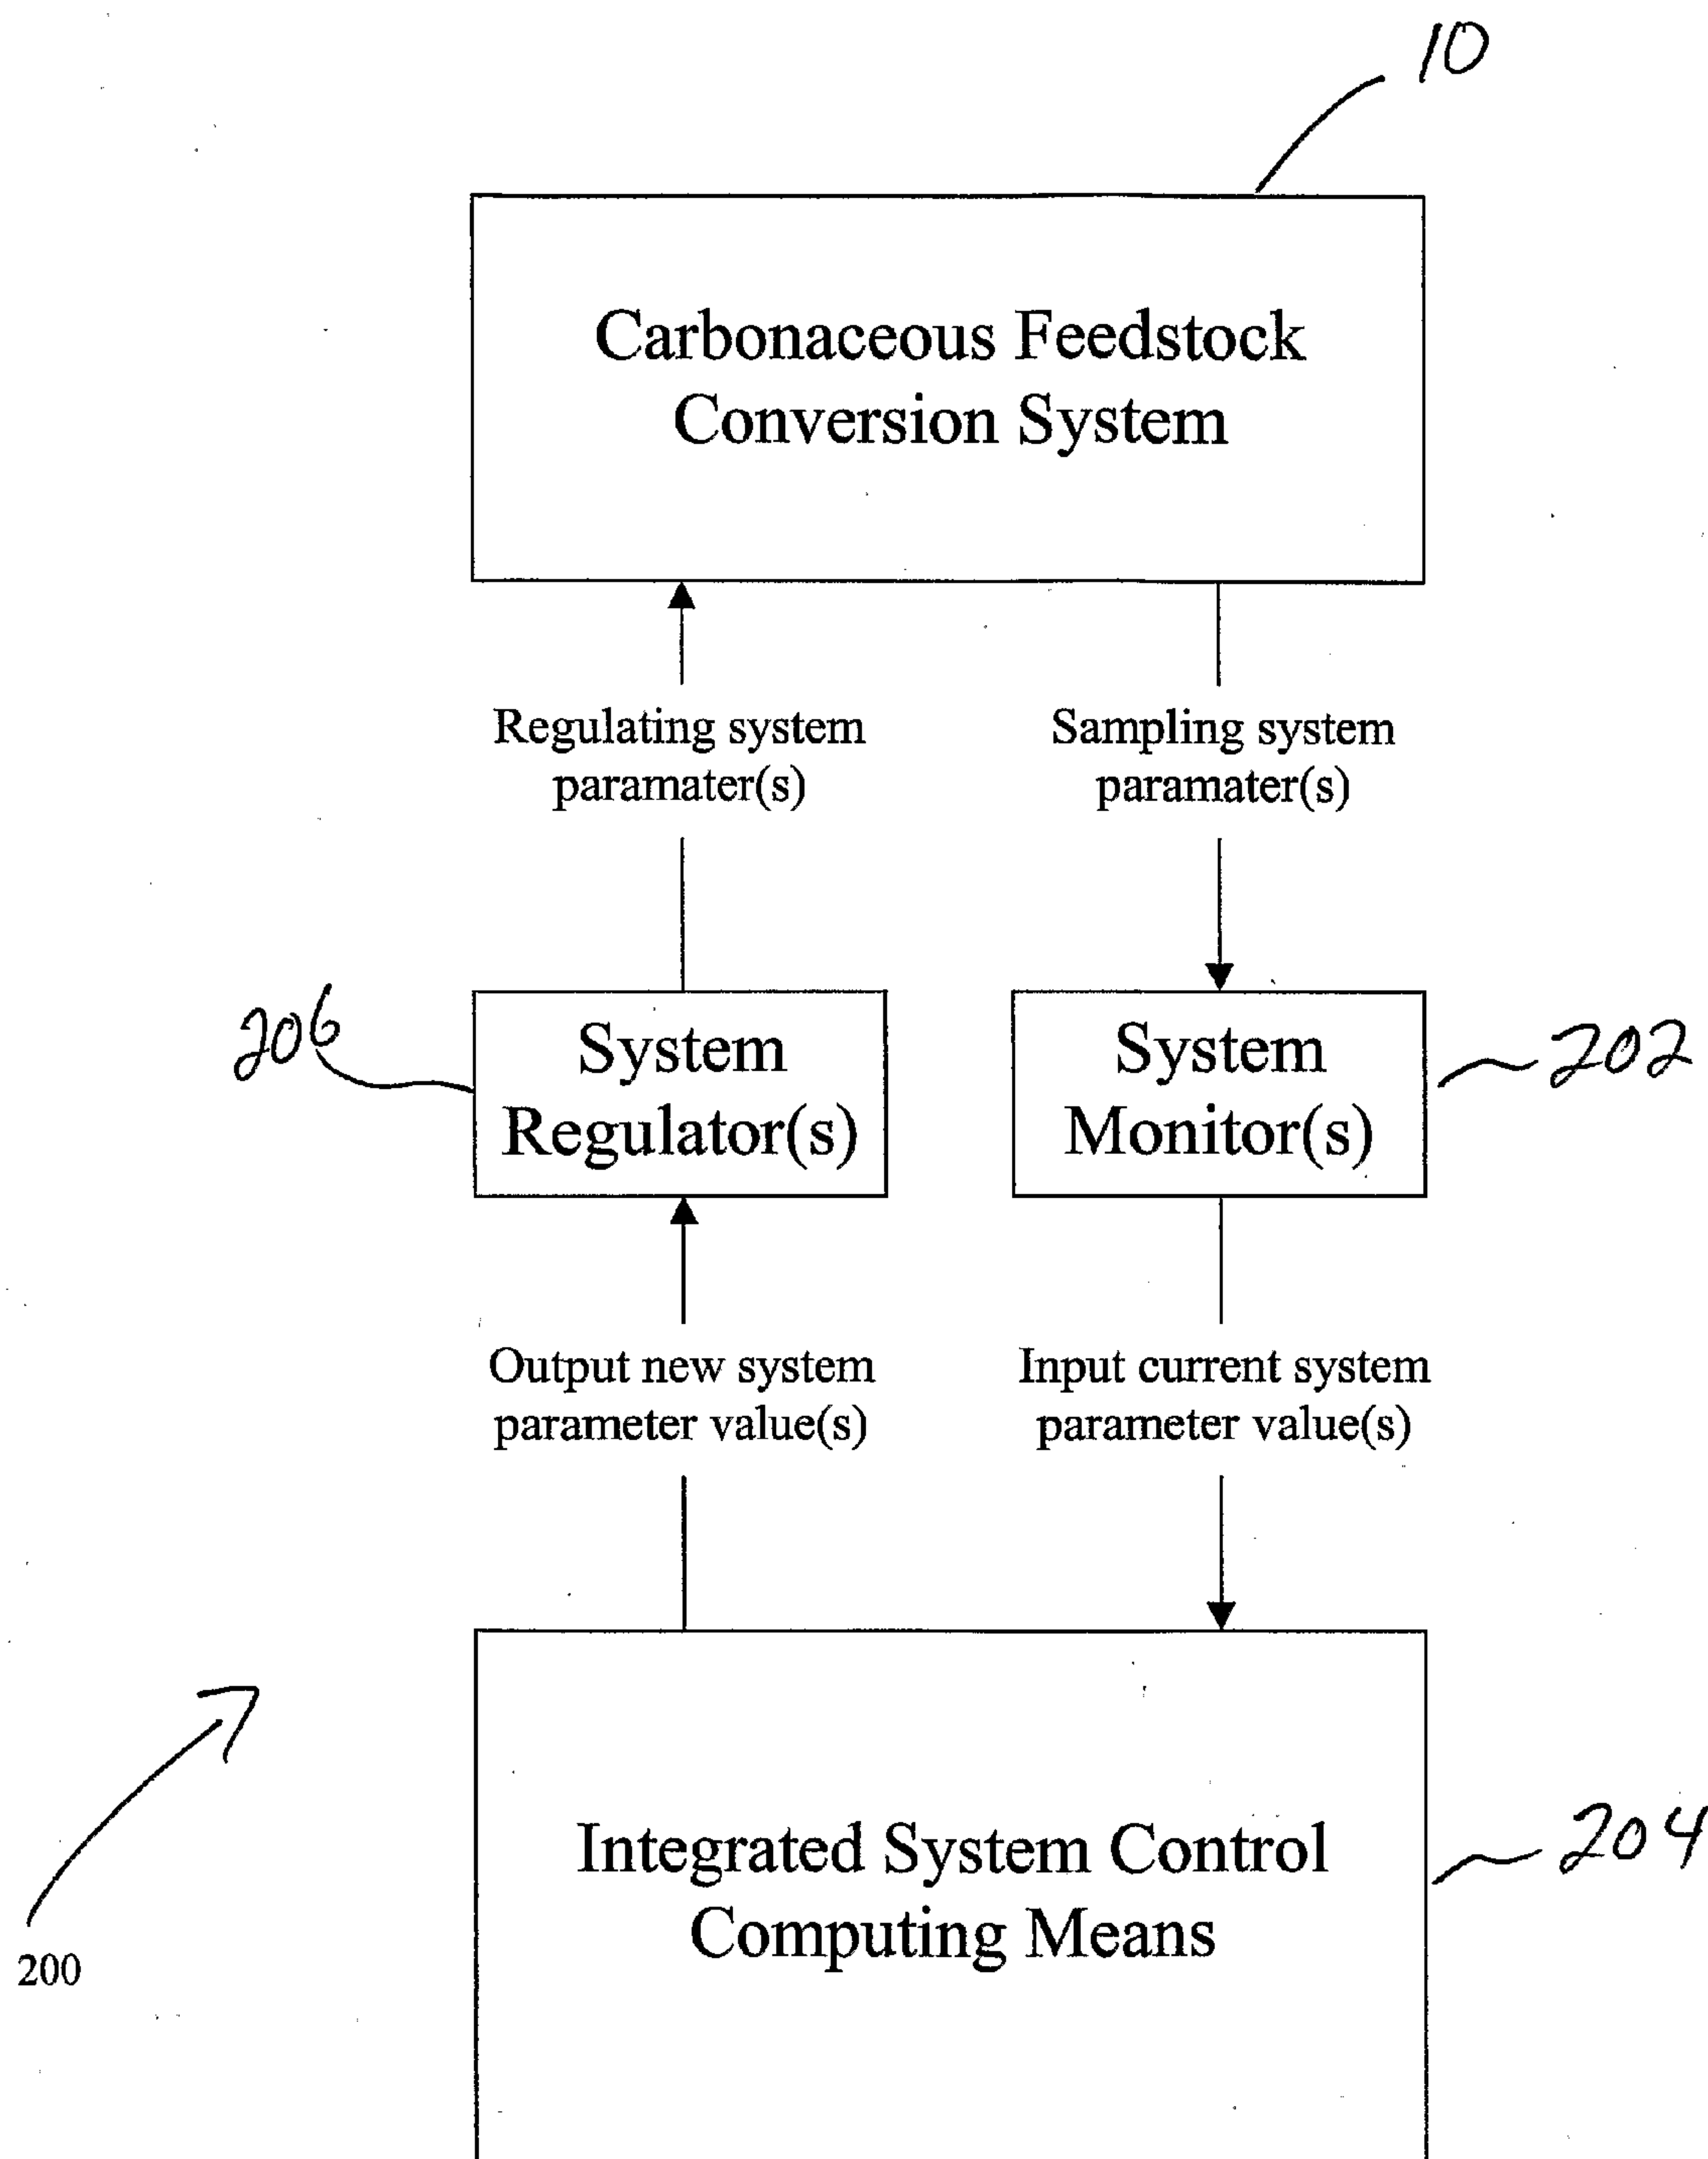 10
Carbonaceous Feedstock
Conversion System
Regulating system
paramater(s)
Sampling system
paramater(s)
206
System
Regulator(s)
System
Monitor(s)
202
Output new system
parameter value(s)
Input current system
parameter value(s)
Integrated System Control
Computing Means
204
200